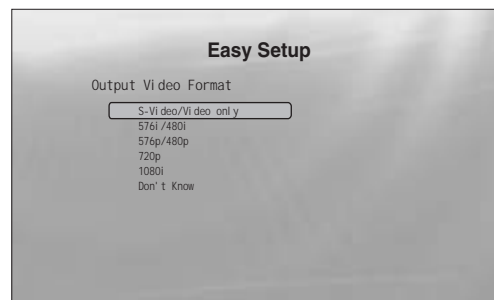 Easy Setup
Output Video Format
S-Video/Video only
576i/480i
576p/480p
720p
1080i
Don't Know